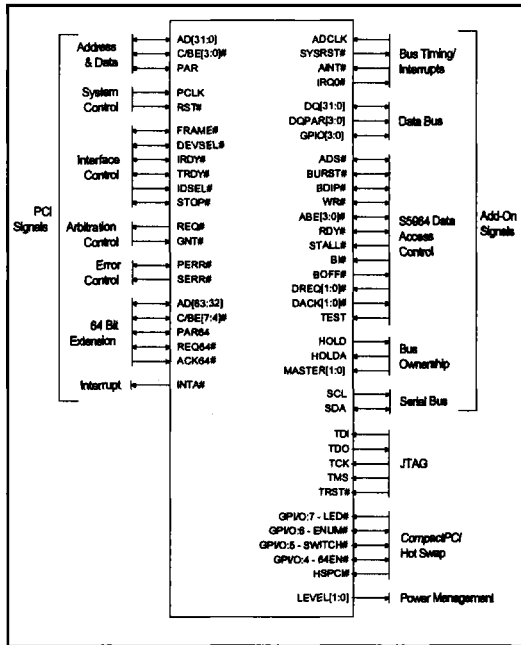 PCI
Signals
Address
& Data
AD[31:0]
C/BE[3:0]#
PAR
System
Control
PCLK
RST#
Interface
Control
FRAME#
DEVSEL#
IRDY#
TRDY#
IDSEL#
STOP#
Arbitration
Control
REQ#
GNT#
Error
Control
PERR#
SERR#
64 Bit
Extension
AD[63:32]
C/BE[7:4]#
PAR64
REQ64#
ACK64#
Interrupt
INTA#
ADCLK
SYSRST#
AINT#
IRQ0#
Bus Timing/
Interrupts
DQ[31:0]
DQPAR[3:0]
GPIO[3:0]
Data Bus
ADS#
BURST#
BDIP#
WR#
ABE[3:0]#
RDY#
STALL#
BI#
BOFF#
DREQ[1:0]#
DACK[1:0]#
TEST
S5964 Data
Access
Control
HOLD
HOLDA
MASTER[1:0]
Bus
Ownership
SCL
SDA
Serial Bus
Add-On
Signals
TDI
TDO
TCK
TMS
TRST#
JTAG
GPI/O:7 - LED#
GPI/O:6 - ENUM#
GPI/O:5 - SWITCH#
GPI/O:4 - 64EN#
HSPCI#
CompactPCI
Hot Swap
LEVEL[1:0]
Power Management